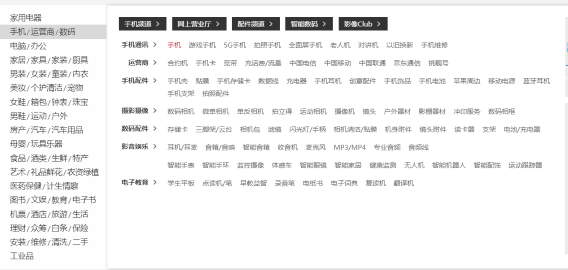 家用电器
手机/运营商/数码
电脑/办公
家居/家具/家装/厨具
男装/女装/童装/内衣
美妆/个护清洁/宠物
女鞋/箱包/钟表/珠宝
男鞋/运动/户外
房产/汽车/汽车用品
母婴/玩具乐器
食品/酒类/生鲜/特产
艺术/礼品鲜花/农资绿植
医药保健/计生情趣
图书/文娱/教育/电子书
机票/酒店/旅游/生活
理财/众筹/白条/保险
安装/维修/清洗/二手
工业品
手机频道 > 网上营业厅 > 配件频道 > 智能数码 > 影像Club >
手机通讯 > 手机 游戏手机 5G手机 拍照手机 全面屏手机 老人机 对讲机 以旧换新 手机维修
运营商 > 合约机 手机卡 宽带 充话费/流量 中国电信 中国移动 中国联通 京东通信 挑靓号
手机配件 > 手机壳 贴膜 手机存储卡 数据线 充电器 手机耳机 创意配件 手机饰品 手机电池 苹果周边 移动电源 蓝牙耳机
手机支架 拍照配件
摄影摄像 > 数码相机 微单相机 单反相机 拍立得 运动相机 摄像机 镜头 户外器材 影棚器材 冲印服务 数码相框
数码配件 > 存储卡 三脚架/云台 相机包 滤镜 闪光灯/手柄 相机清洁/贴膜 机身附件 镜头附件 读卡器 支架 电池/充电器
影音娱乐 > 耳机/耳麦 音箱/音响 智能音箱 收音机 麦克风 MP3/MP4 专业音频 音频线
智能手表 智能手环 监控摄像 体感车 智能眼镜 智能家居 健康监测 无人机 智能机器人 智能配饰 运动跟踪器
电子教育 > 学生平板 点读机/笔 早教益智 录音笔 电纸书 电子词典 复读机 翻译机